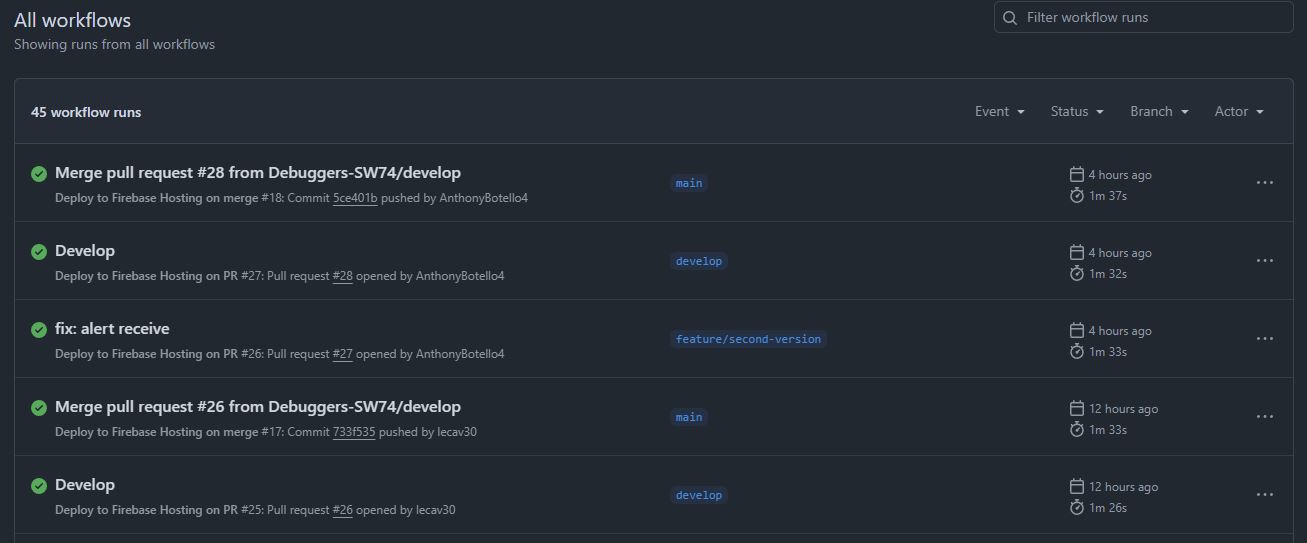 All workflows
Filter workflow runs
Showing runs from all workflows
45 workflow runs
Event
Status
Branch
Actor
Merge pull request #28 from Debuggers-SW74/develop
Deploy to Firebase Hosting on merge #18: Commit 5ce401b pushed by AnthonyBotello4
main
4 hours ago
1m 37s
Develop
Deploy to Firebase Hosting on PR #27: Pull request #28 opened by AnthonyBotello4
develop
4 hours ago
1m 32s
fix: alert receive
Deploy to Firebase Hosting on PR #26: Pull request #27 opened by AnthonyBotello4
feature/second-version
4 hours ago
1m 33s
Merge pull request #26 from Debuggers-SW74/develop
Deploy to Firebase Hosting on merge #17: Commit 733f535 pushed by lecav30
main
12 hours ago
1m 33s
Develop
Deploy to Firebase Hosting on PR #25: Pull request #26 opened by lecav30
develop
12 hours ago
1m 26s